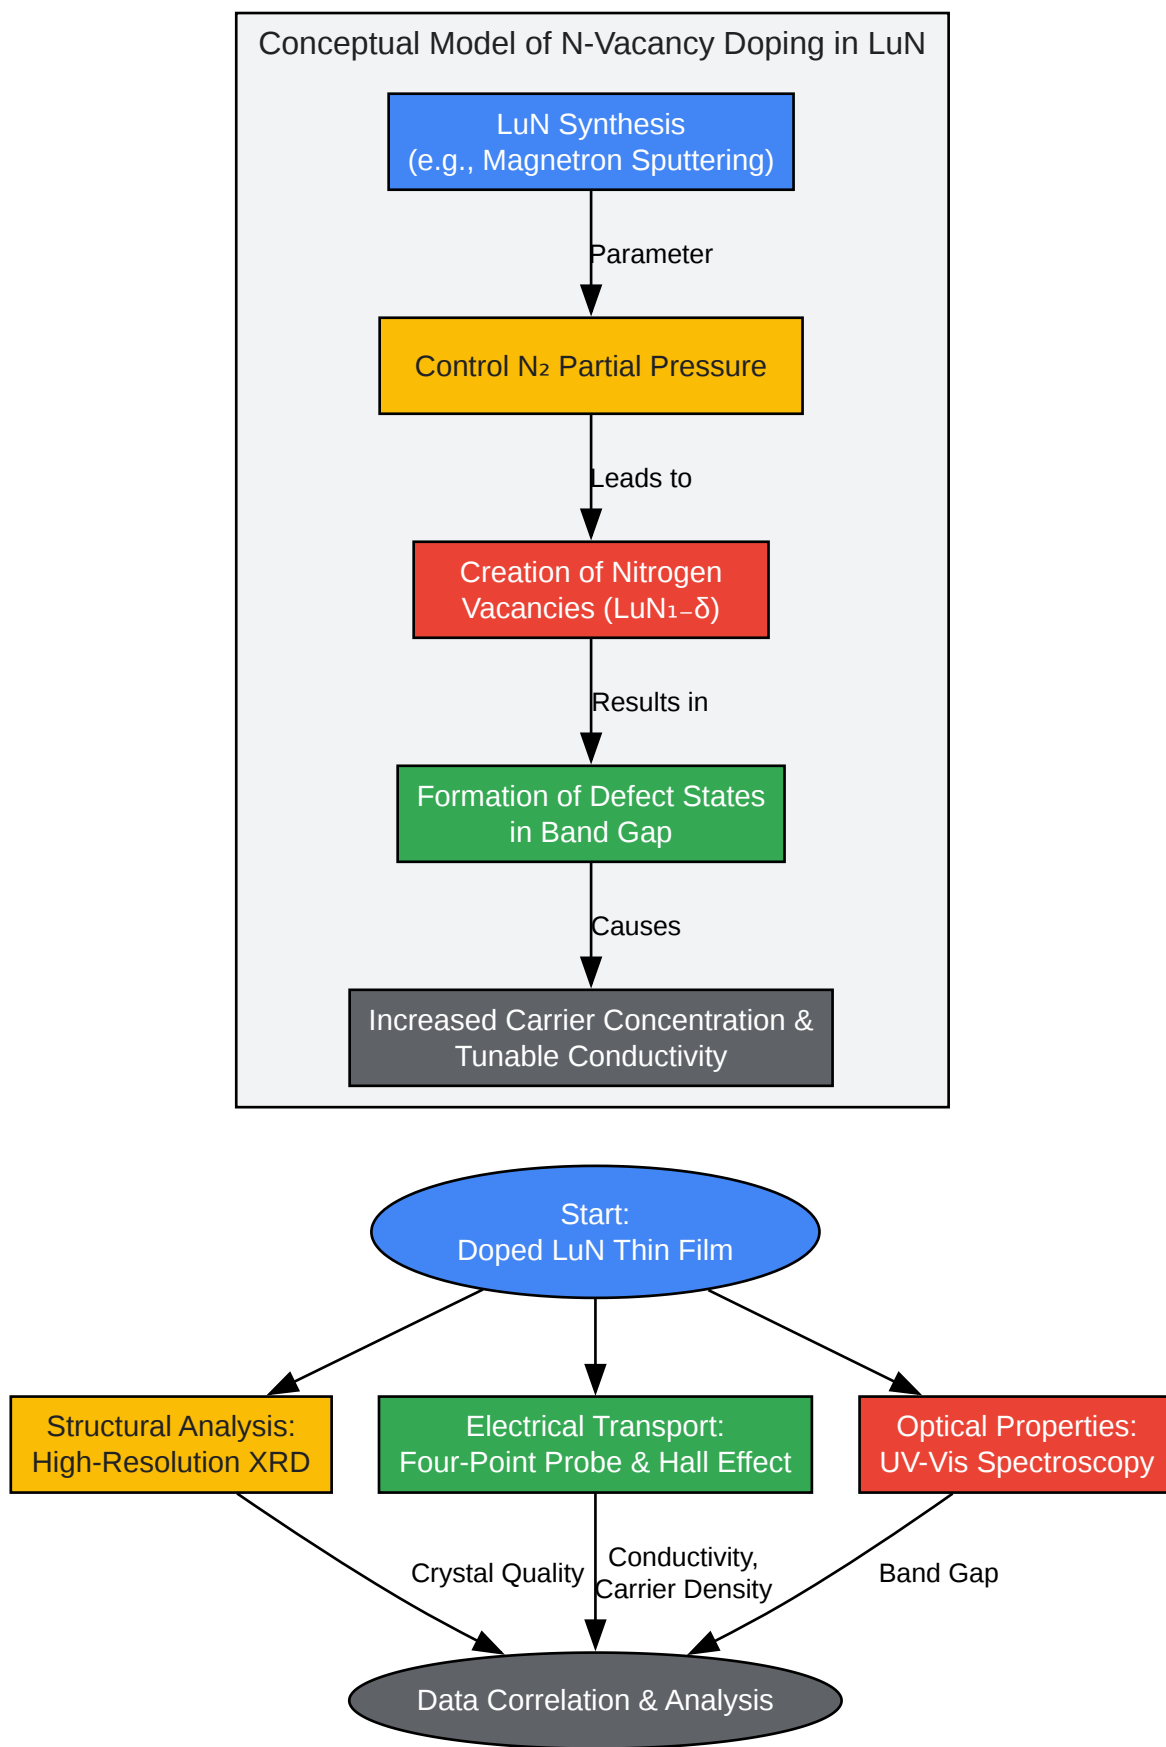 Conceptual Model of N-Vacancy Doping in LuN
LuN Synthesis
(e.g., Magnetron Sputtering)
Parameter
Control N₂ Partial Pressure
Leads to
Creation of Nitrogen
Vacancies (LuN₁₋δ)
Results in
Formation of Defect States
in Band Gap
Causes
Increased Carrier Concentration &
Tunable Conductivity
Start:
Doped LuN Thin Film
Structural Analysis:
High-Resolution XRD
Electrical Transport:
Four-Point Probe & Hall Effect
Optical Properties:
UV-Vis Spectroscopy
Crystal Quality
Conductivity,
Carrier Density
Band Gap
Data Correlation & Analysis